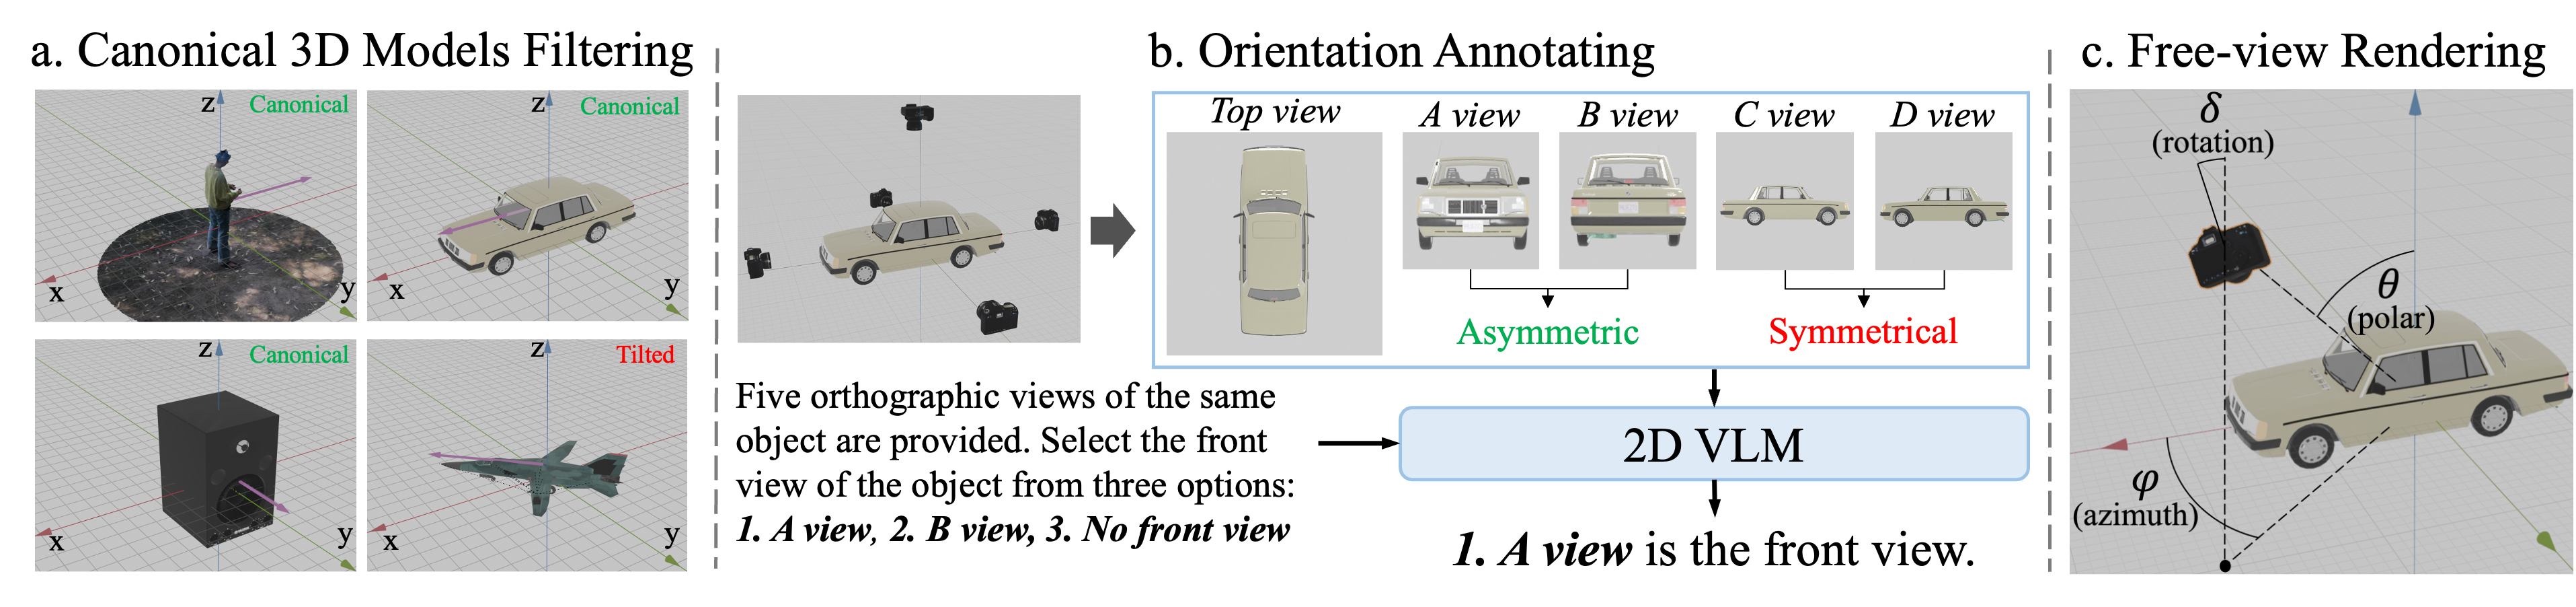 a. Canonical 3D Models Filtering
z
Canonical
x
y
z
Canonical
x
y
z
Canonical
x
y
z
Tilted
x
y
b. Orientation Annotating
Top view
A view
B view
C view
D view
Asymmetric
Symmetrical
Five orthographic views of the same
object are provided. Select the front
view of the object from three options:
1. A view, 2. B view, 3. No front view
2D VLM
1. A view is the front view.
c. Free-view Rendering
δ
(rotation)
θ
(polar)
φ
(azimuth)